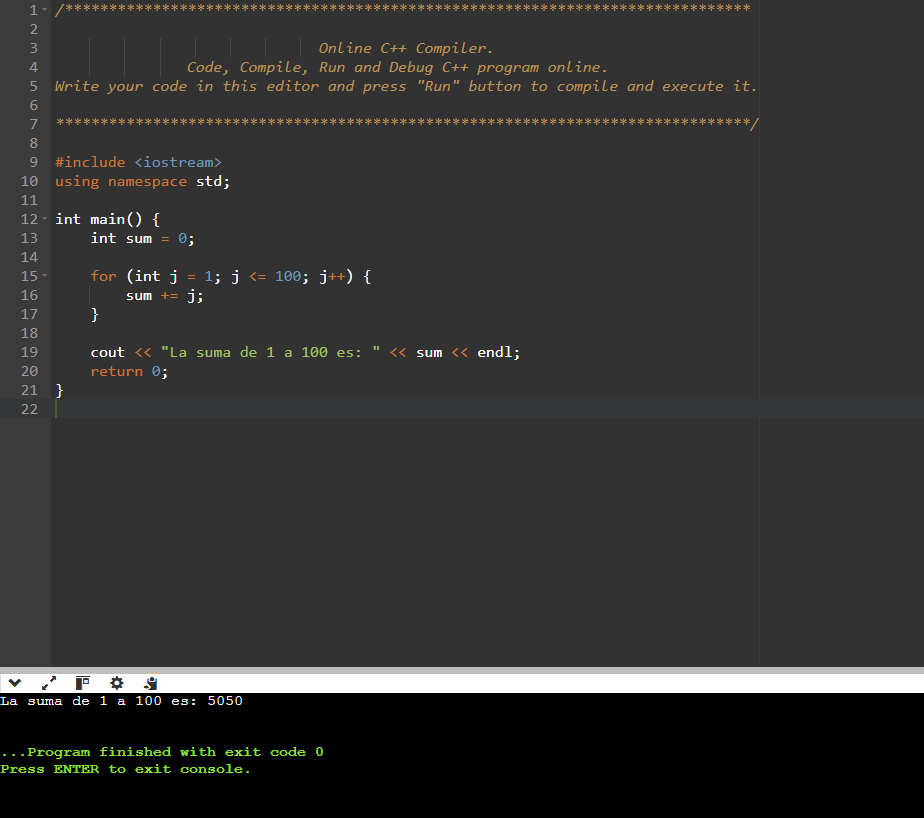 1 /******************************************************************************
2
3 Online C++ Compiler.
4 Code, Compile, Run and Debug C++ program online.
5 Write your code in this editor and press "Run" button to compile and execute it.
6
7 *******************************************************************************/
8
9 #include <iostream>
10 using namespace std;
11
12 int main() {
13     int sum = 0;
14
15     for (int j = 1; j <= 100; j++) {
16         sum += j;
17     }
18
19     cout << "La suma de 1 a 100 es: " << sum << endl;
20     return 0;
21 }
22
La suma de 1 a 100 es: 5050
...Program finished with exit code 0
Press ENTER to exit console.